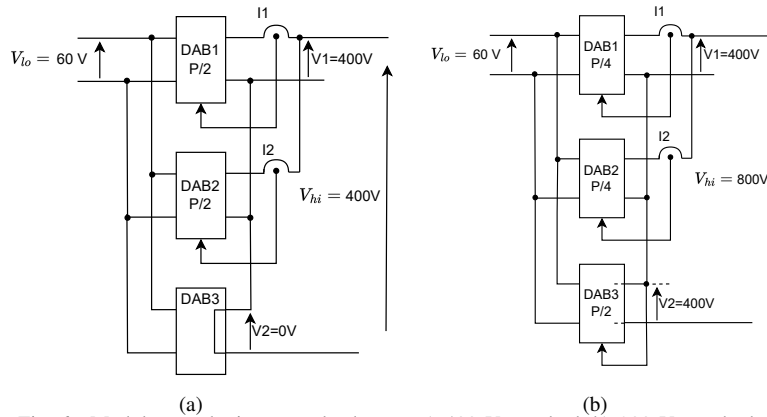 I1
V_lo = 60 V
DAB1
P/2
V1=400V
I2
DAB2
P/2
V_hi = 400V
DAB3
V2=0V
(a)
I1
V_lo = 60 V
DAB1
P/4
V1=400V
I2
DAB2
P/4
V_hi = 800V
DAB3
P/2
V2=400V
(b)